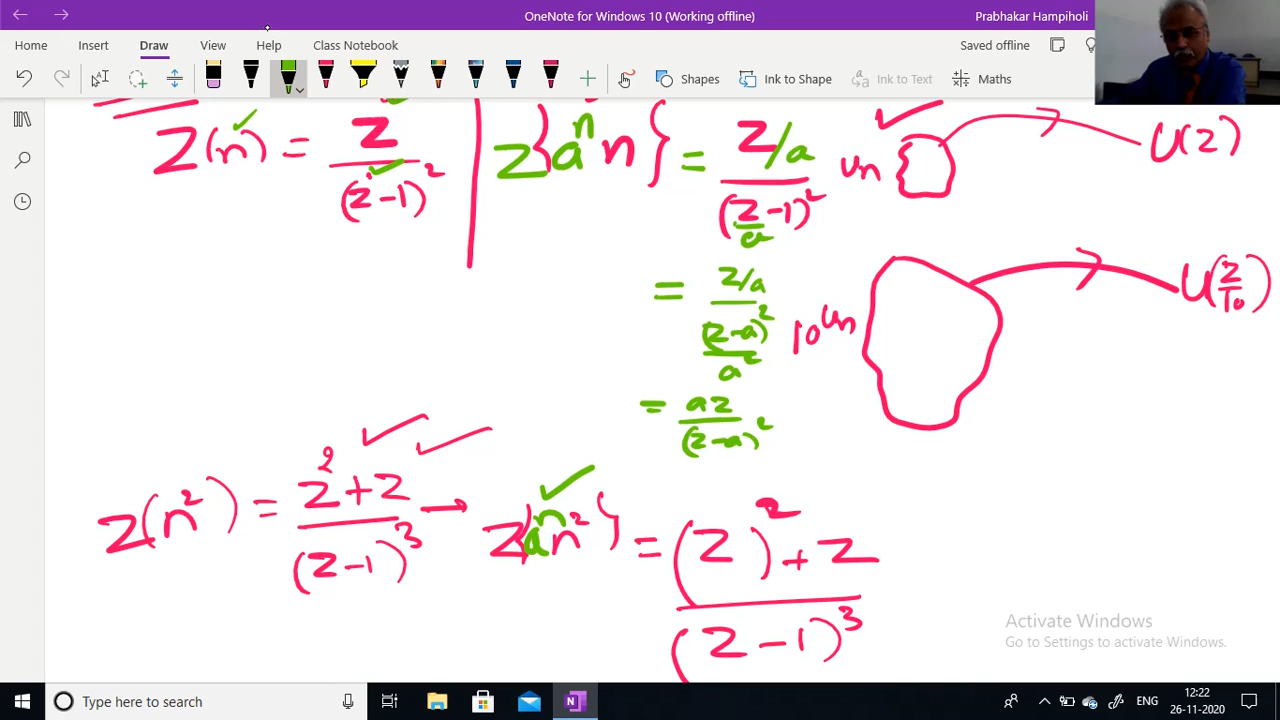 OneNote for Windows 10 (Working offline)
Prabhakar Hampiholi
Home Insert Draw View Help Class Notebook
Saved offline
Shapes Ink to Shape Ink to Text Maths
Z(n) = z/(z-1)²
Z{aⁿn} = z/a/(z/a-1)²
= z/a/(z-a)²/a²
= az/(z-a)²
uₙ U(z)
10ᵘⁿ U(z/10)
Z(n²) = z²+z/(z-1)³ → Z{aⁿn²} = (z )²+z/(z-1)³
Activate Windows
Go to Settings to activate Windows.
Type here to search
ENG
12:22
26-11-2020